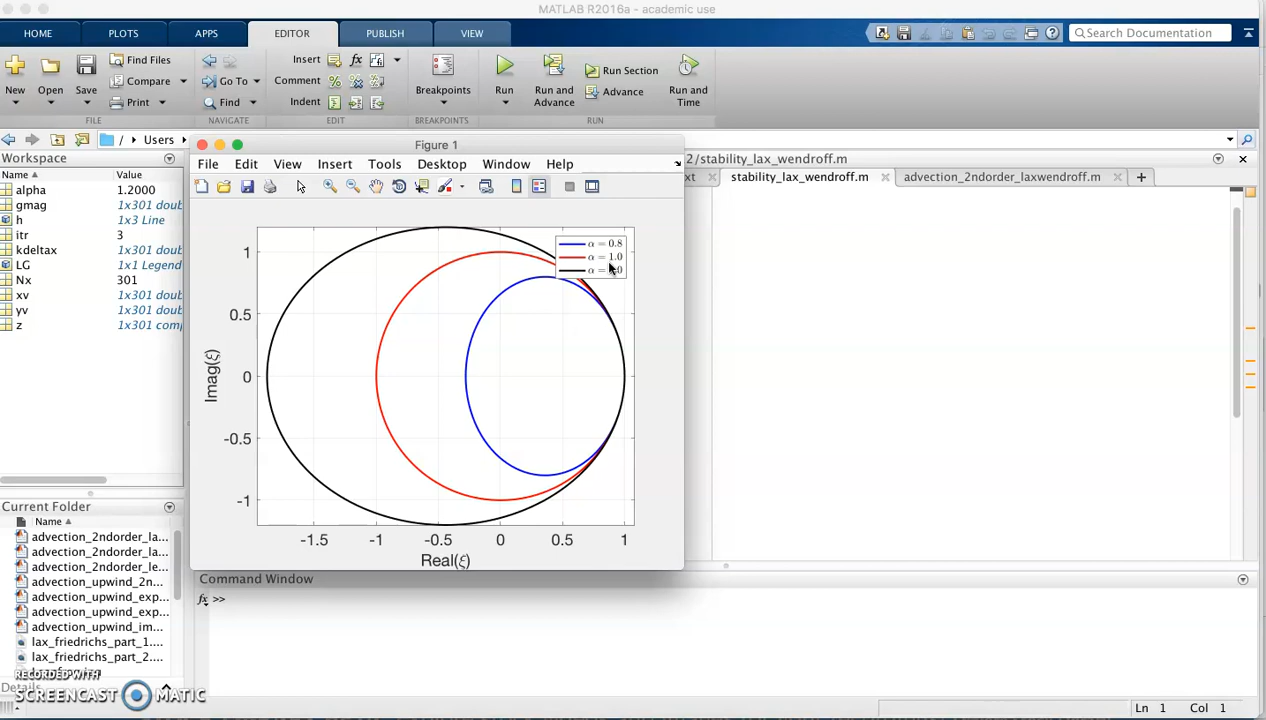 MATLAB R2016a - academic use
HOME PLOTS APPS EDITOR PUBLISH VIEW
Search Documentation
New Open Save Find Files Compare Print
Go To Find
Insert Comment Indent
Breakpoints
Run Run and Advance Run Section Advance Run and Time
FILE NAVIGATE EDIT BREAKPOINTS RUN
/ Users
2/stability_lax_wendroff.m
xt stability_lax_wendroff.m advection_2ndorder_laxwendroff.m
Workspace
Name Value
alpha 1.2000
gmag 1x301 doub
h 1x3 Line
itr 3
kdeltax 1x301 doub
LG 1x1 Legend
Nx 301
xv 1x301 doub
yv 1x301 doub
z 1x301 comp
Current Folder
Name
advection_2ndorder_la...
advection_2ndorder_la...
advection_2ndorder_le...
advection_upwind_2n...
advection_upwind_exp...
advection_upwind_exp...
advection_upwind_im...
lax_friedrichs_part_1....
lax_friedrichs_part_2....
Details
RECORDED WITH
SCREENCAST MATIC
Figure 1
File Edit View Insert Tools Desktop Window Help
α = 0.8
α = 1.0
α =
1
0.5
0
-0.5
-1
Imag(ξ)
-1.5 -1 -0.5 0 0.5 1
Real(ξ)
Command Window
fx >>
Ln 1 Col 1